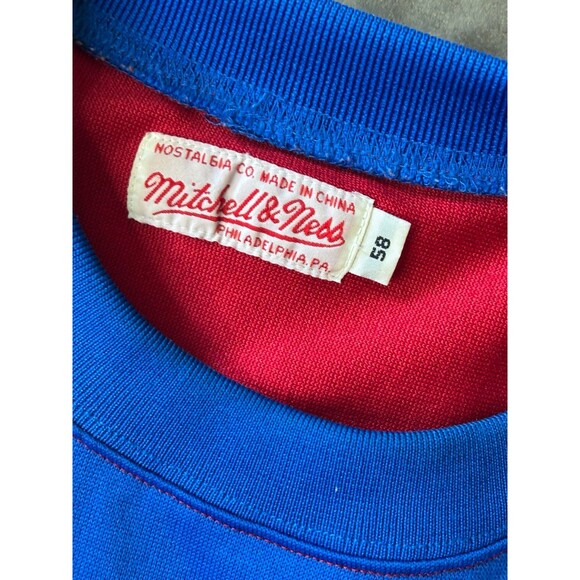 NOSTALGIA CO. MADE IN CHINA
Mitchell & Ness
PHILADELPHIA. PA.
58